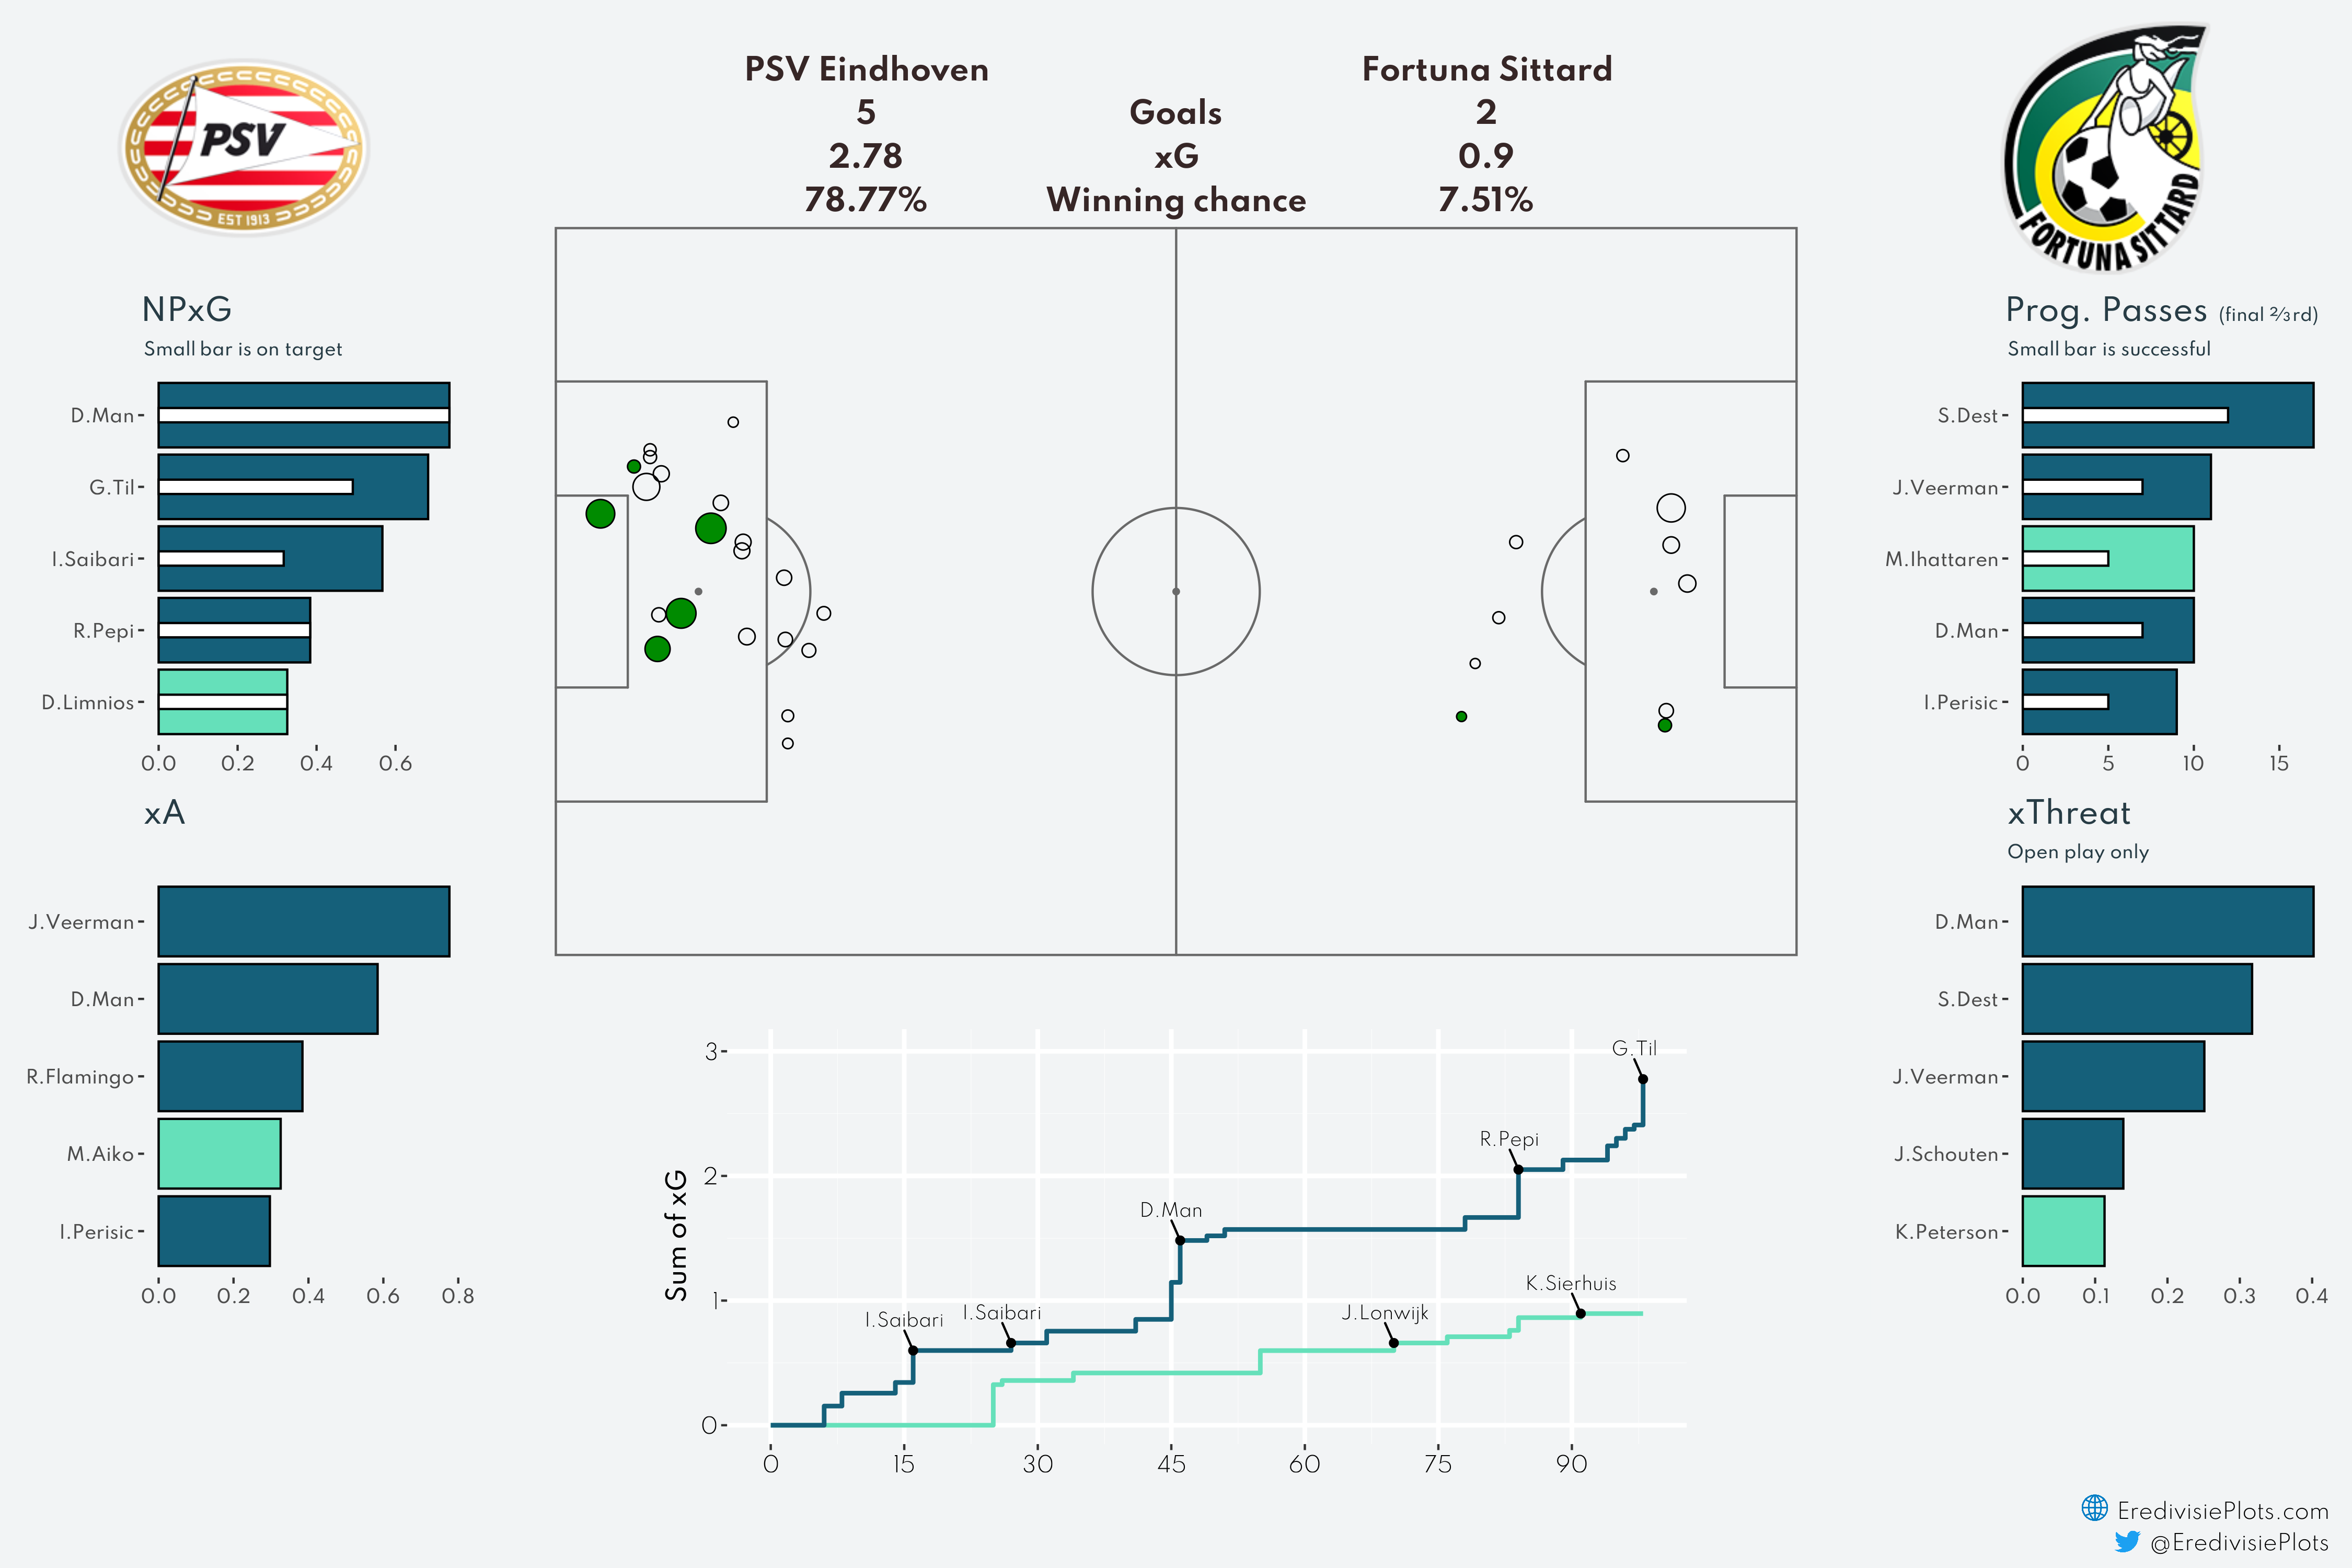 PSV Eindhoven Fortuna Sittard
5 Goals 2
2.78 xG 0.9
78.77% Winning chance 7.51%
PSV
EST 1913
FORTUNA SITTARD
NPxG
Small bar is on target
D.Man
G.Til
I.Saibari
R.Pepi
D.Limnios
0.0 0.2 0.4 0.6
xA
J.Veerman
D.Man
R.Flamingo
M.Aiko
I.Perisic
0.0 0.2 0.4 0.6 0.8
Sum of xG
3
2
1
0
0 15 30 45 60 75 90
I.Saibari
I.Saibari
D.Man
R.Pepi
G.Til
J.Lonwijk
K.Sierhuis
Prog. Passes (final ⅔rd)
Small bar is successful
S.Dest
J.Veerman
M.Ihattaren
D.Man
I.Perisic
0 5 10 15
xThreat
Open play only
D.Man
S.Dest
J.Veerman
J.Schouten
K.Peterson
0.0 0.1 0.2 0.3 0.4
EredivisiePlots.com
@EredivisiePlots